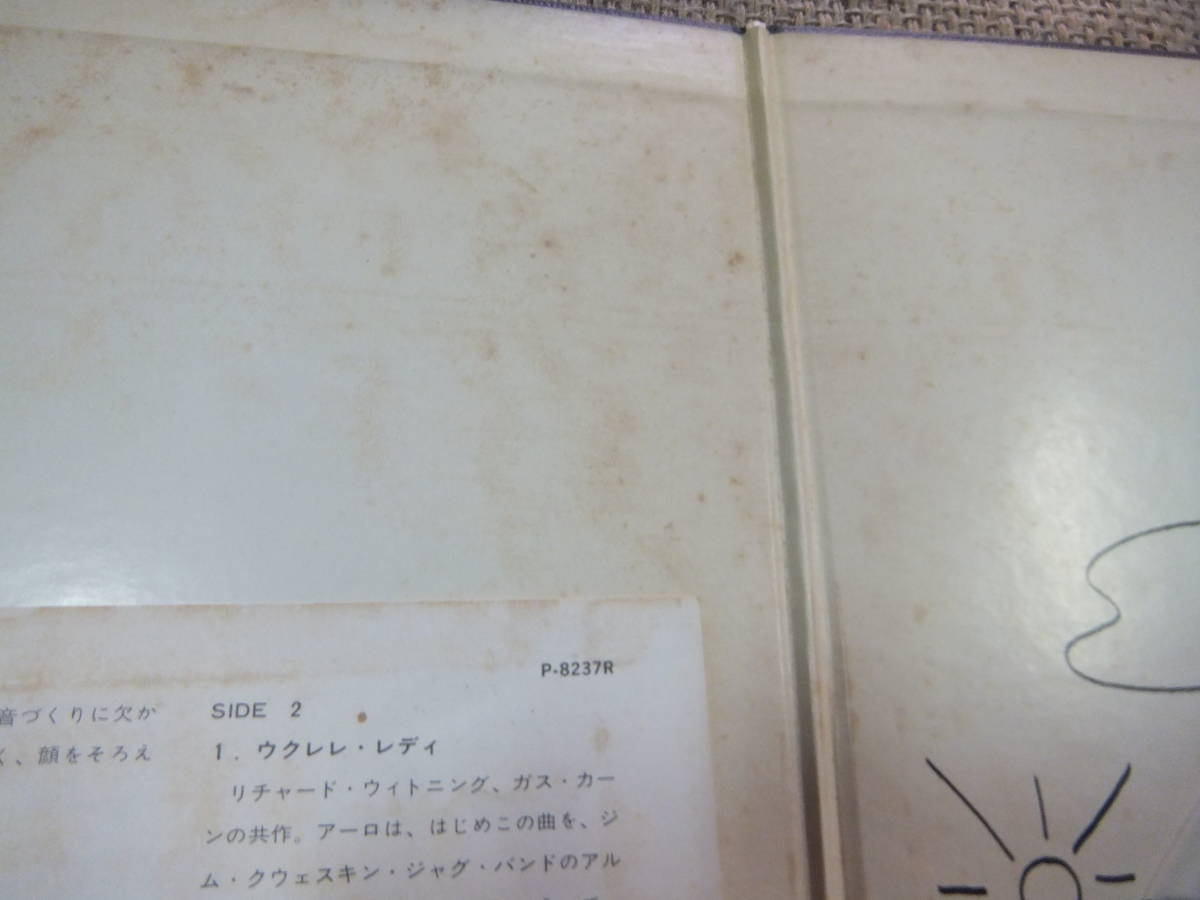 P-8237R
音づくりに欠か
く、顔をそろえ
SIDE 2
1. ウクレレ・レディ
リチャード・ウィトニング、ガス・カー
ンの共作。アーロは、はじめこの曲を、ジ
ム・クウェスキン・ジャグ・バンドのアル